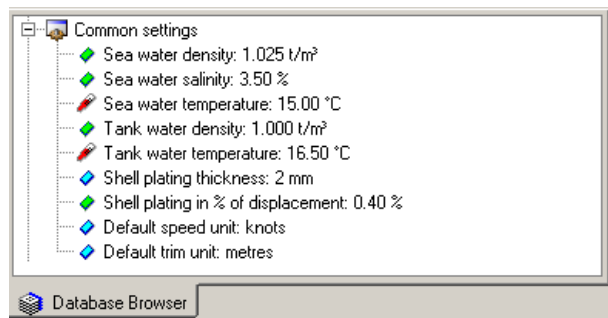 Common settings
Sea water density: 1.025 t/m³
Sea water salinity: 3.50 %
Sea water temperature: 15.00 °C
Tank water density: 1.000 t/m³
Tank water temperature: 16.50 °C
Shell plating thickness: 2 mm
Shell plating in % of displacement: 0.40 %
Default speed unit: knots
Default trim unit: metres
Database Browser